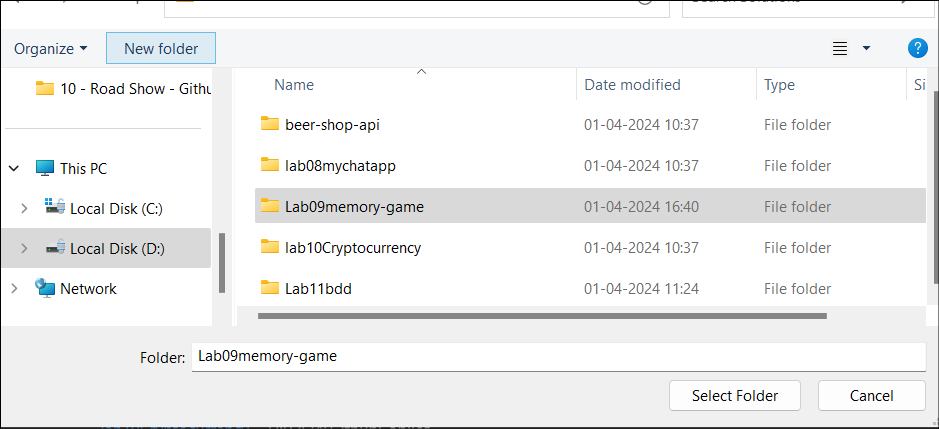 Organize New folder ?
10 - Road Show - Githu
This PC
Local Disk (C:)
Local Disk (D:)
Network
Name Date modified Type Si
beer-shop-api 01-04-2024 10:37 File folder
lab08mychatapp 01-04-2024 10:37 File folder
Lab09memory-game 01-04-2024 16:40 File folder
lab10Cryptocurrency 01-04-2024 10:37 File folder
Lab11bdd 01-04-2024 11:24 File folder
Folder: Lab09memory-game
Select Folder Cancel